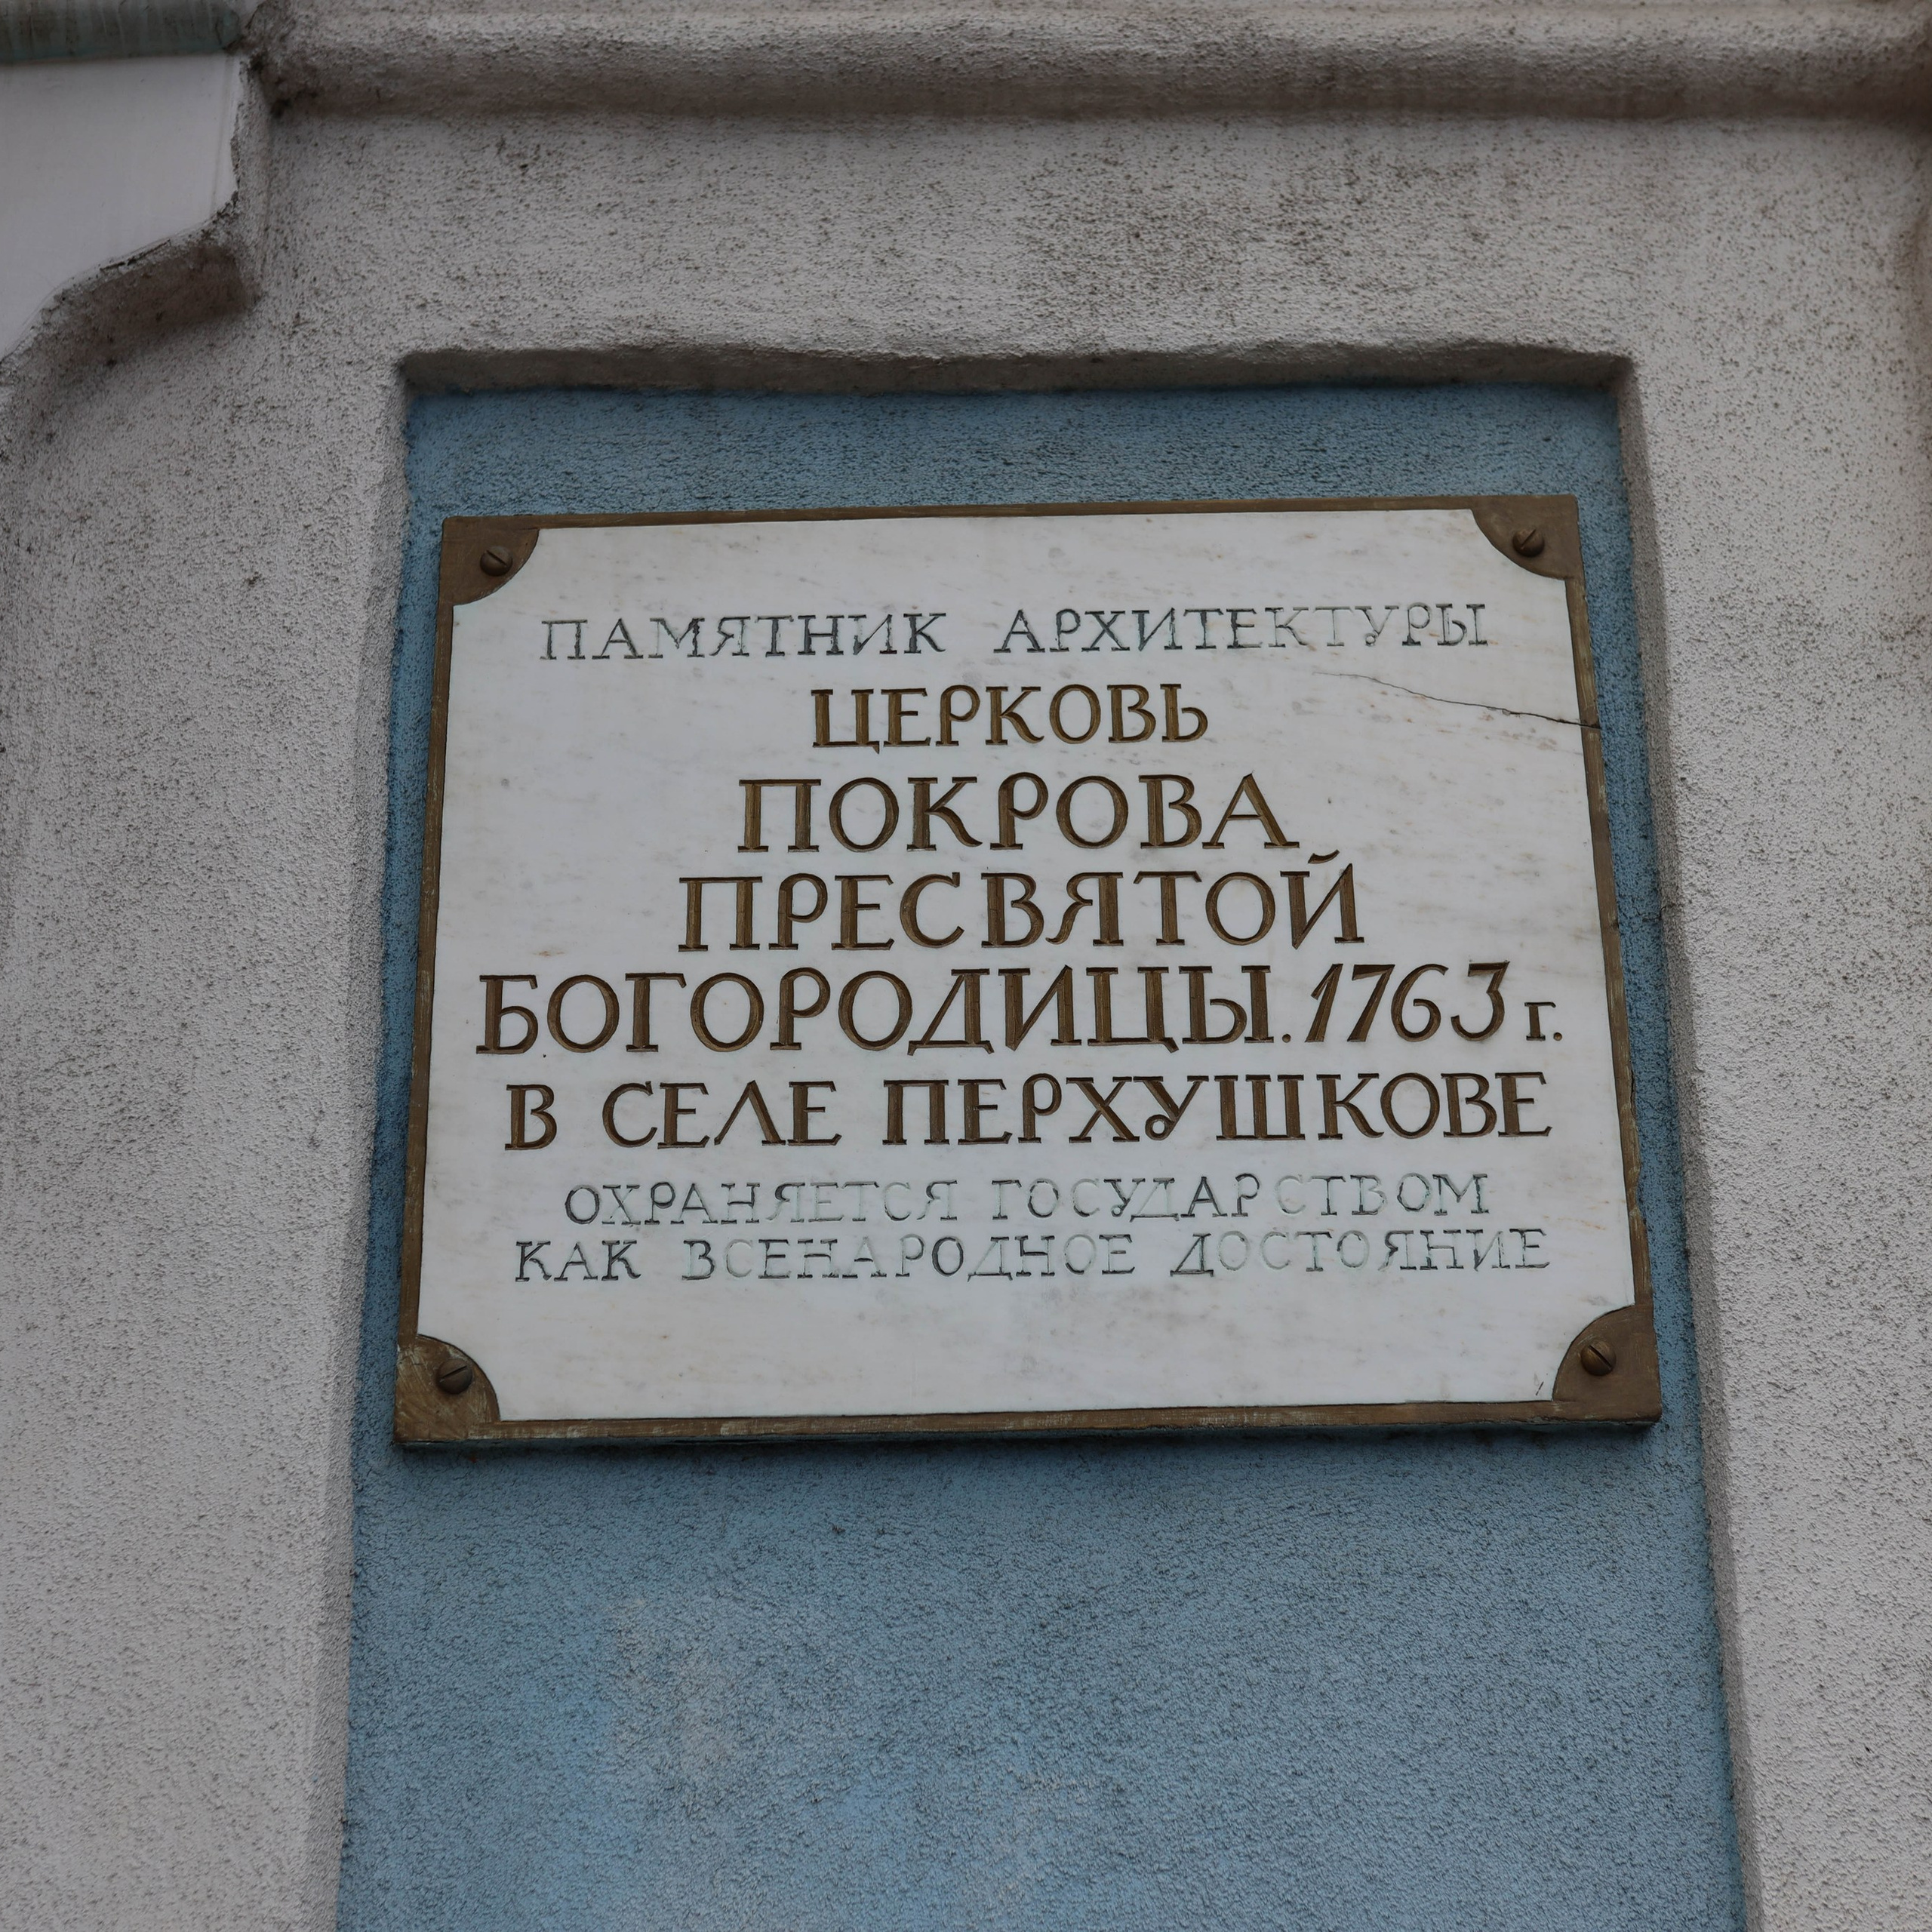 ПАМЯТНИК АРХИТЕКТУРЫ
ЦЕРКОВЬ
ПОКРОВА
ПРЕСВЯТОЙ
БОГОРОДИЦЫ. 1763 г.
В СЕЛЕ ПЕРХУШКОВЕ
ОХРАНЯЕТСЯ ГОСУДАРСТВОМ
КАК ВСЕНАРОДНОЕ ДОСТОЯНИЕ